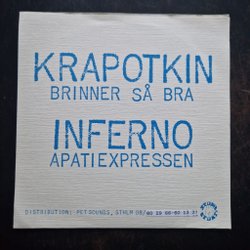 KRAPOTKIN
BRINNER SÅ BRA
INFERNO
APATIEXPRESSEN
DISTRIBUTION: PET SOUNDS, STHLM 08/